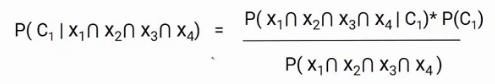 P( C₁ | x₁∩ x₂∩ x₃∩ x₄) = P( x₁∩ x₂∩ x₃∩ x₄ | C₁)* P(C₁)
P( x₁∩ x₂∩ x₃∩ x₄ )